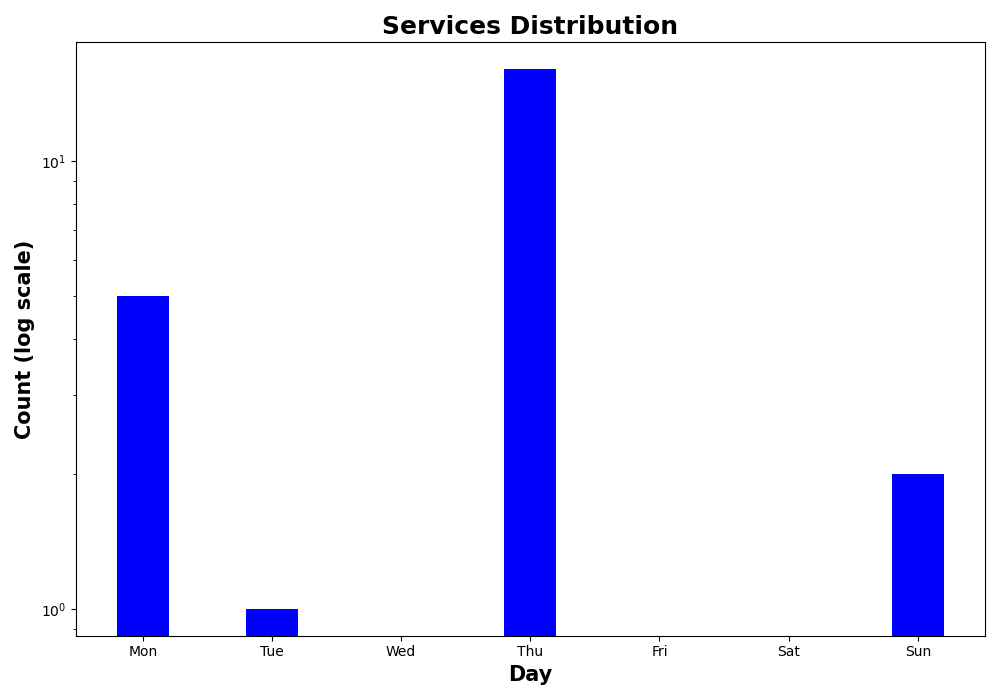 Services Distribution
Count (log scale)
10¹
10⁰
Mon Tue Wed Thu Fri Sat Sun
Day